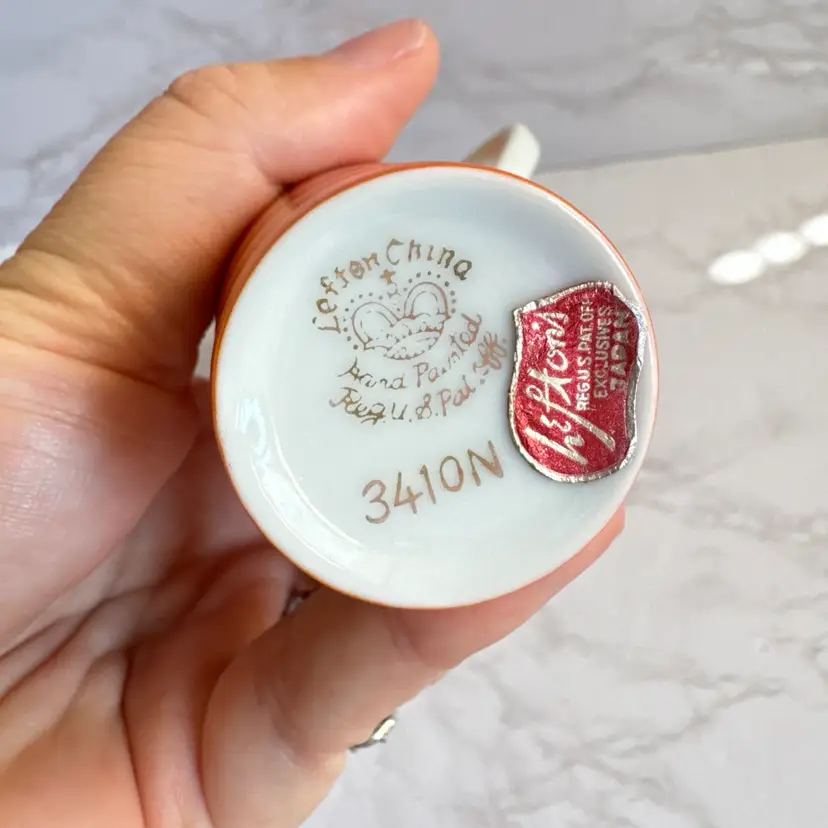 Lefton China
Hand Painted
Reg. U. S. Pat. Off.
3410N
Lefton's
REG.U.S.PAT.OFF.
EXCLUSIVES
JAPAN